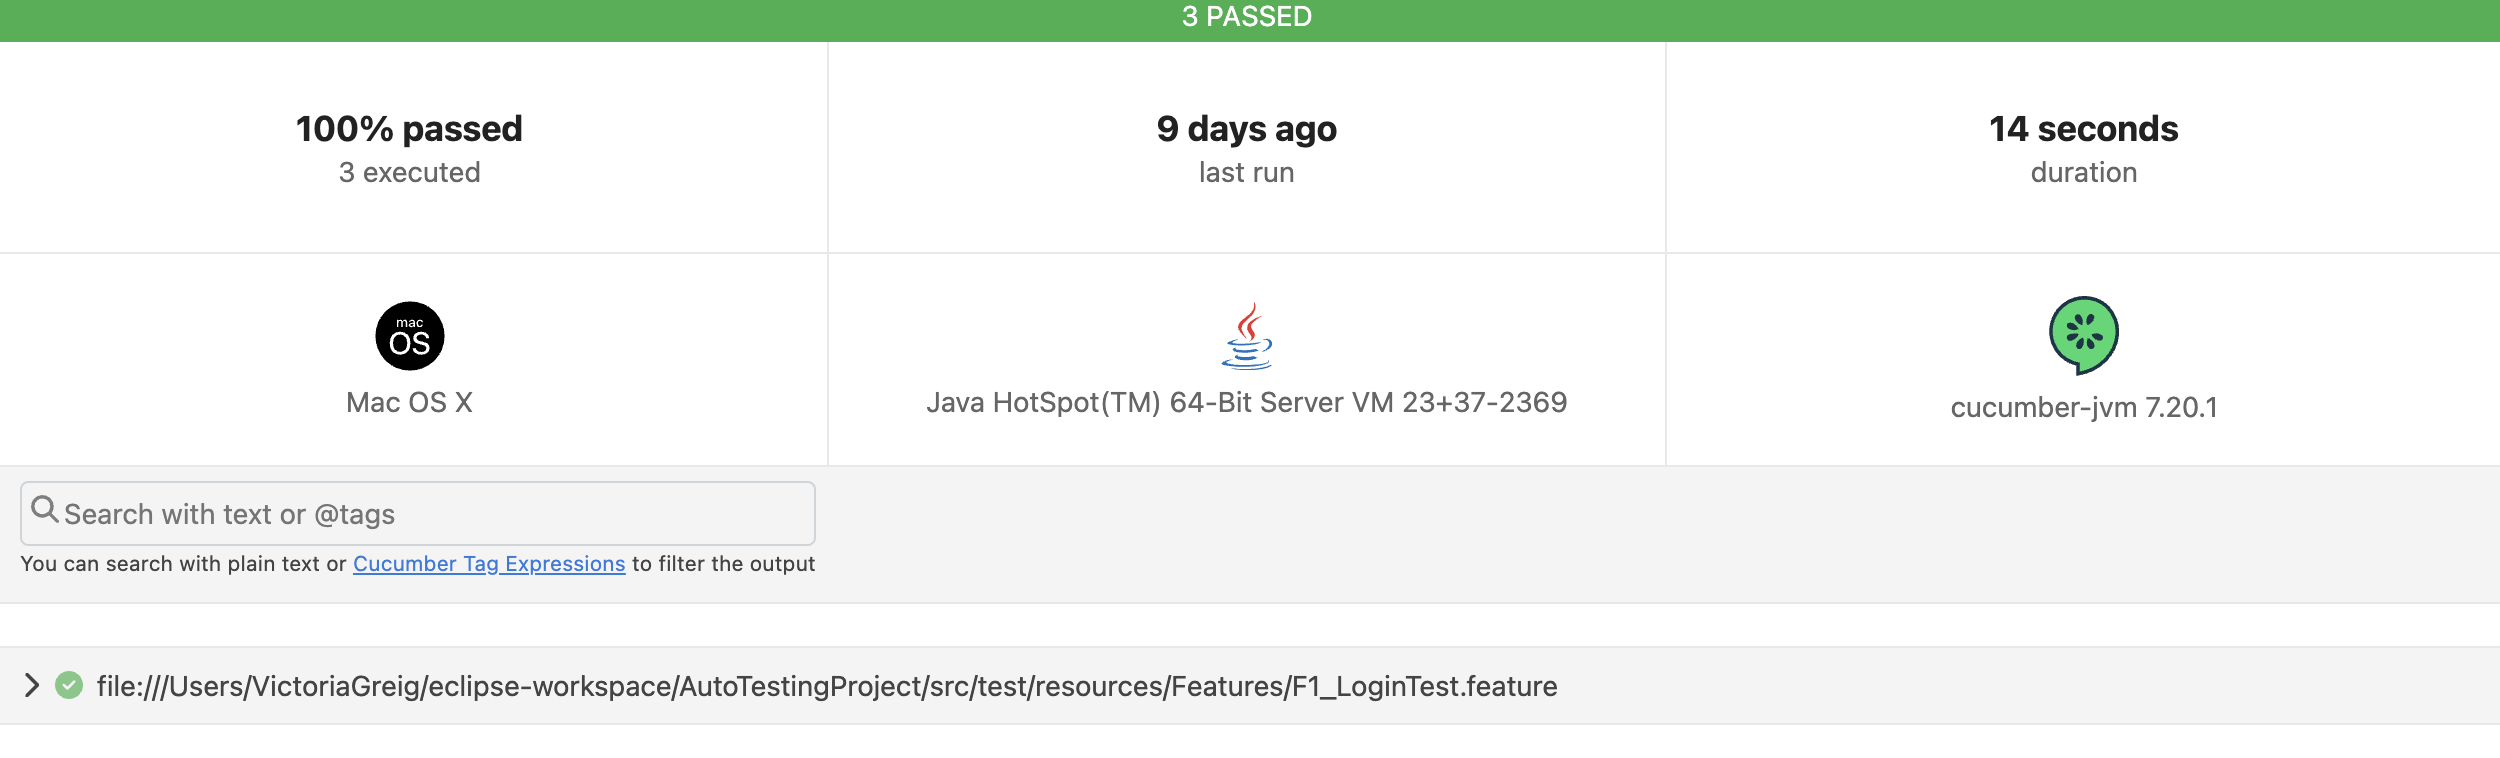 3 PASSED
100% passed
3 executed
9 days ago
last run
14 seconds
duration
mac
OS
Mac OS X
Java HotSpot(TM) 64-Bit Server VM 23+37-2369
cucumber-jvm 7.20.1
Search with text or @tags
You can search with plain text or Cucumber Tag Expressions to filter the output
file:///Users/VictoriaGreig/eclipse-workspace/AutoTestingProject/src/test/resources/Features/F1_LoginTest.feature